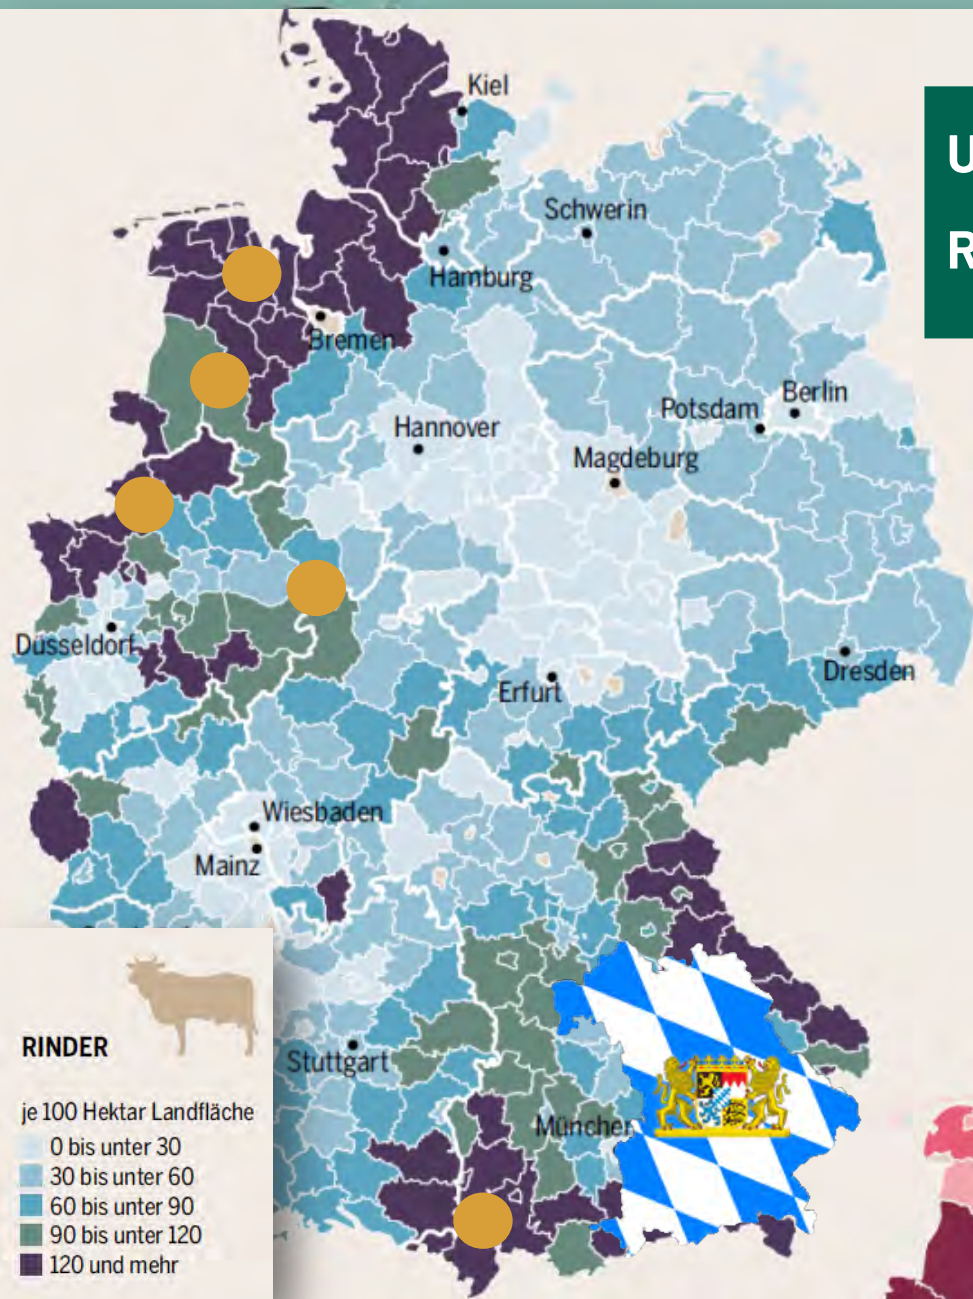 Kiel
U
Schwerin
R
Hamburg
Bremen
Berlin
Potsdam
Hannover
Magdeburg
Düsseldorf
Dresden
Erfurt
Wiesbaden
Mainz
RINDER
Stuttgart
je 100 Hektar Landfläche
Münche
0 bis unter 30
30 bis unter 60
60 bis unter 90
90 bis unter 120
120 und mehr